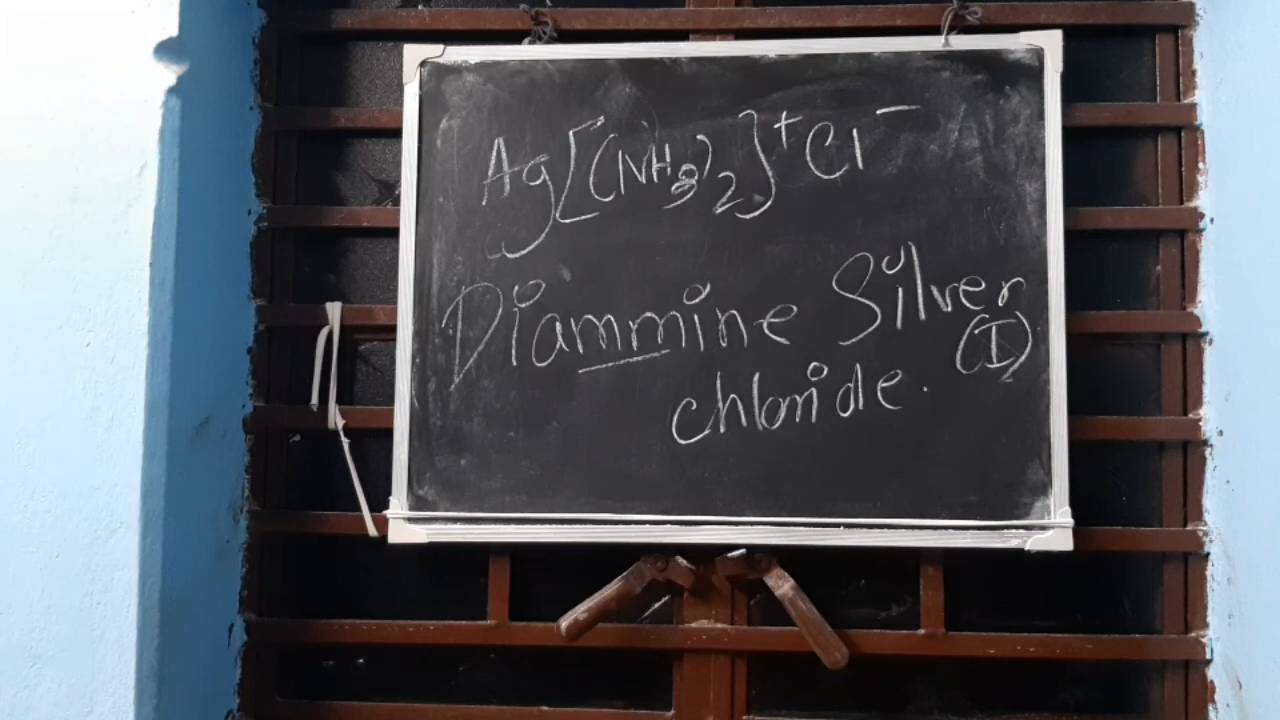 Ag[(NH3)2]+Cl-
Diammine Silver
(I)
chloride.